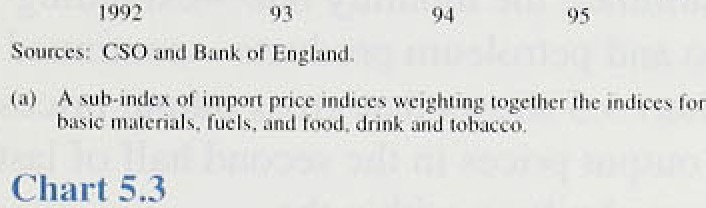 1992 93 94 95
Sources: CSO and Bank of England.
(a) A sub-index of import price indices weighting together the indices for
basic materials, fuels, and food, drink and tobacco.
Chart 5.3